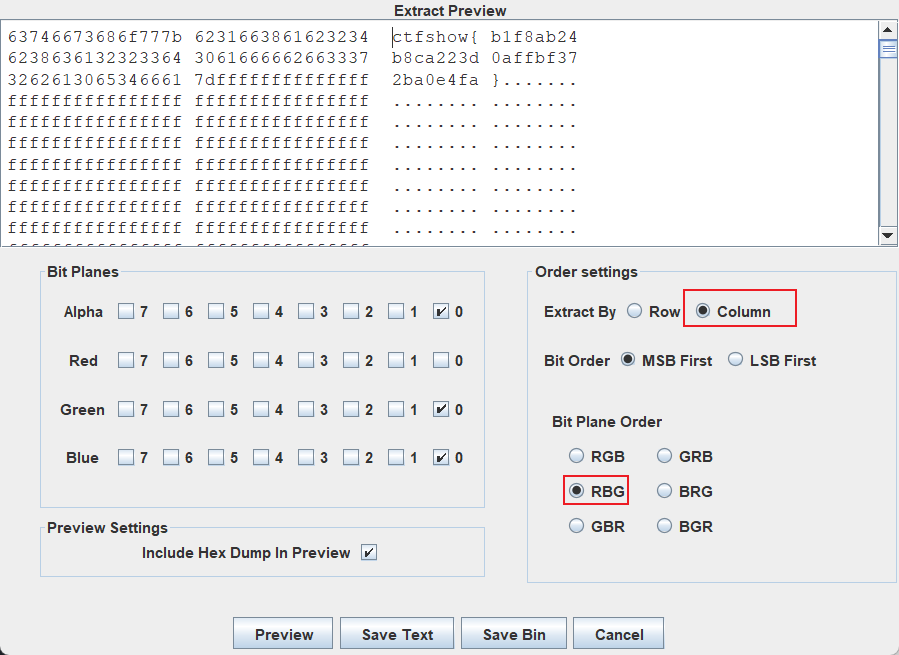 Extract Preview
63746673686f777b 6231663861623234 ctfshow{ b1f8ab24
6238636132323364 3061666662663337 b8ca223d 0affbf37
3262613065346661 7dffffffffffffff 2ba0e4fa }.......
ffffffffffffffff ffffffffffffffff ........ ........
ffffffffffffffff ffffffffffffffff ........ ........
ffffffffffffffff ffffffffffffffff ........ ........
ffffffffffffffff ffffffffffffffff ........ ........
ffffffffffffffff ffffffffffffffff ........ ........
ffffffffffffffff ffffffffffffffff ........ ........
ffffffffffffffff ffffffffffffffff ........ ........
Bit Planes
Alpha 7 6 5 4 3 2 1 0
Red 7 6 5 4 3 2 1 0
Green 7 6 5 4 3 2 1 0
Blue 7 6 5 4 3 2 1 0
Preview Settings
Include Hex Dump In Preview
Order settings
Extract By Row Column
Bit Order MSB First LSB First
Bit Plane Order
RGB GRB
RBG BRG
GBR BGR
Preview Save Text Save Bin Cancel